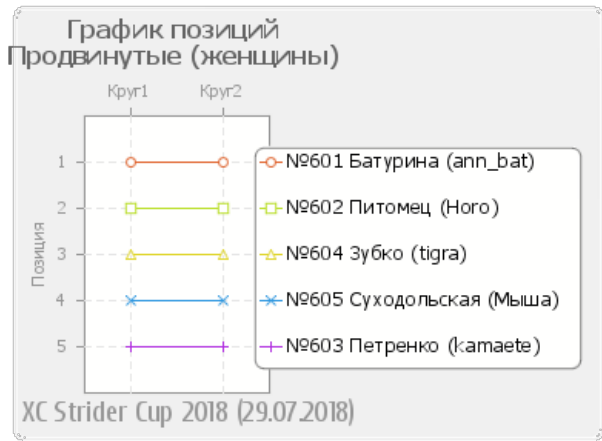 График позиций
Продвинутые (женщины)
Круг1 Круг2
Позиция
1 №601 Батурина (ann_bat)
2 №602 Питомец (Horo)
3 №604 Зубко (tigra)
4 №605 Суходольская (Мыша)
5 №603 Петренко (kamaete)
XC Strider Cup 2018 (29.07.2018)